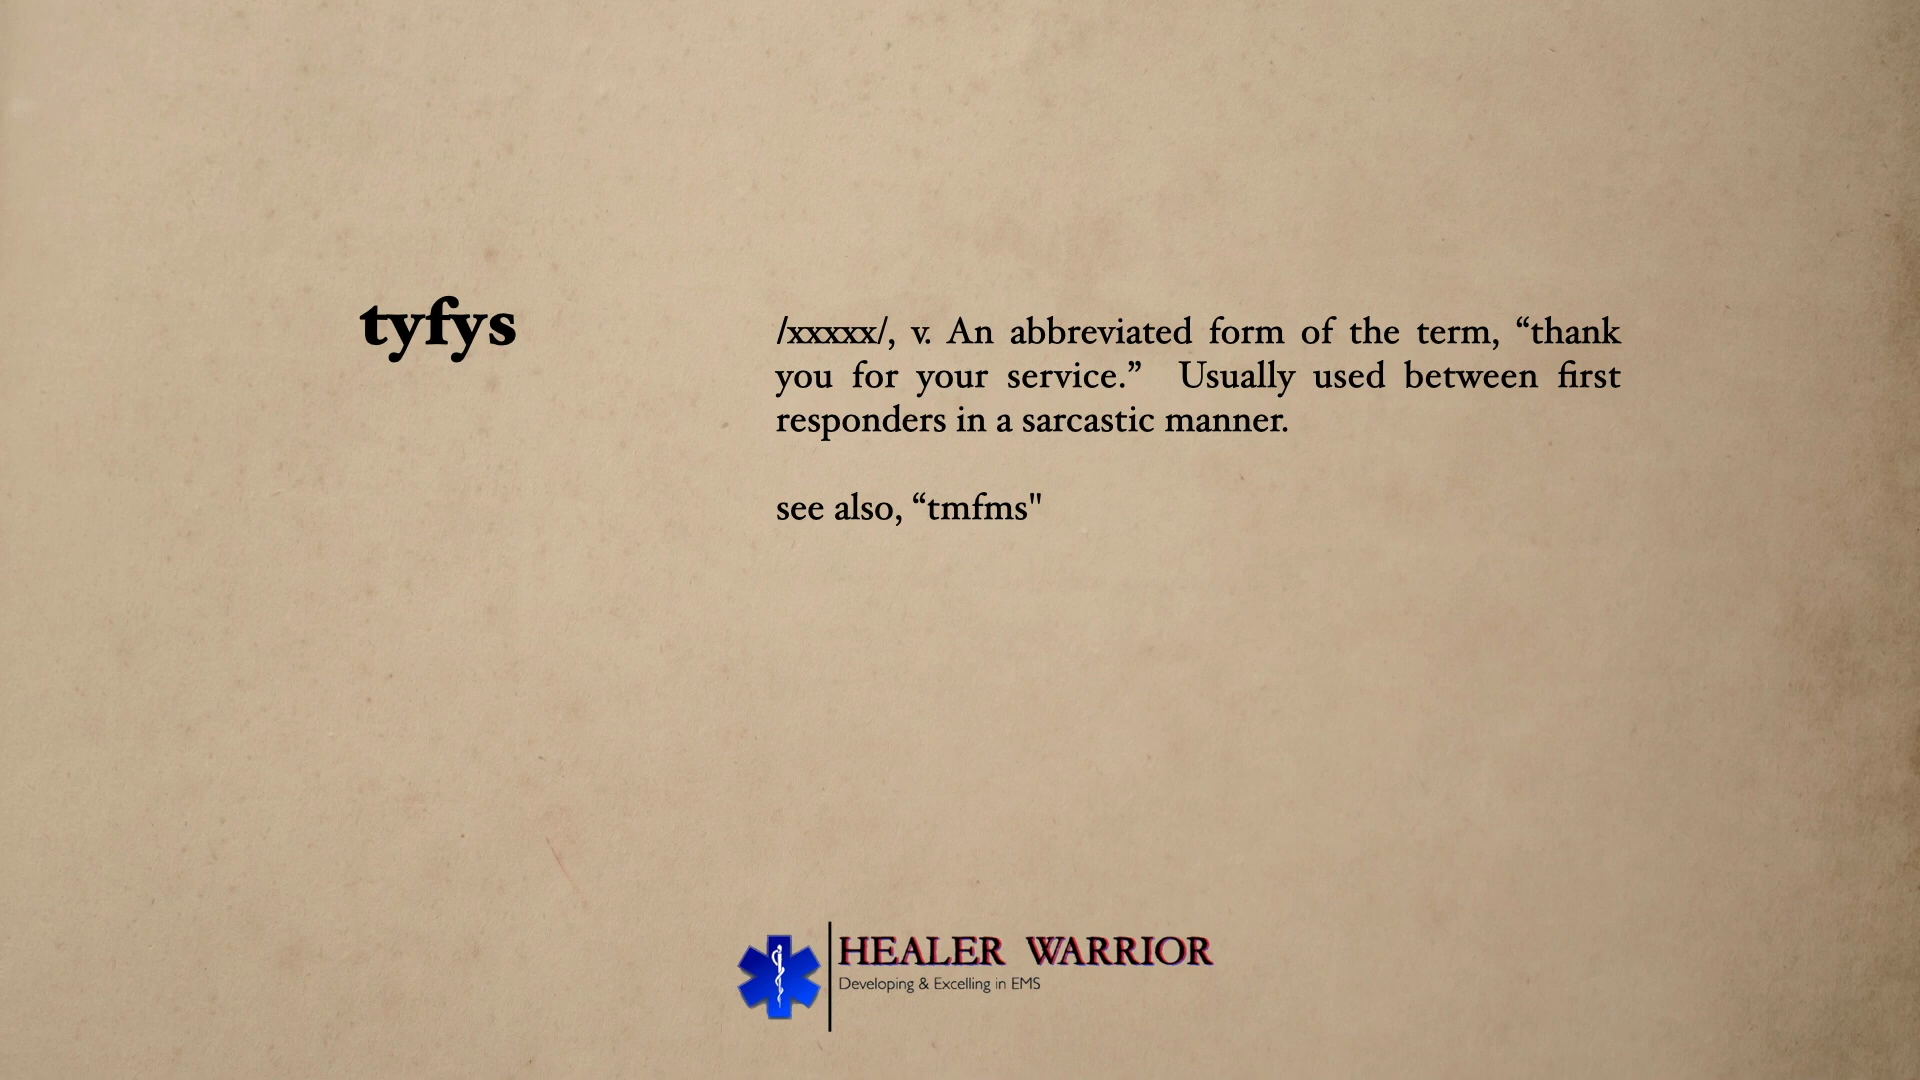 tyfys
/xxxxx/, v. An abbreviated form of the term, “thank
you for your service.”  Usually used between first
responders in a sarcastic manner.
see also, “tmfms"
HEALER WARRIOR
Developing & Excelling in EMS